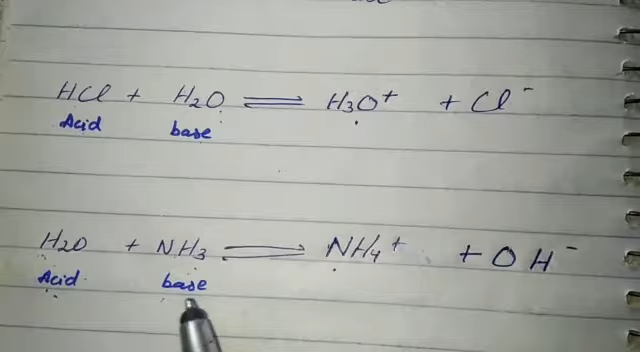 HCl + H2O ⇌ H3O+ + Cl-
Acid base
H2O + NH3 ⇌ NH4+ + OH-
Acid base